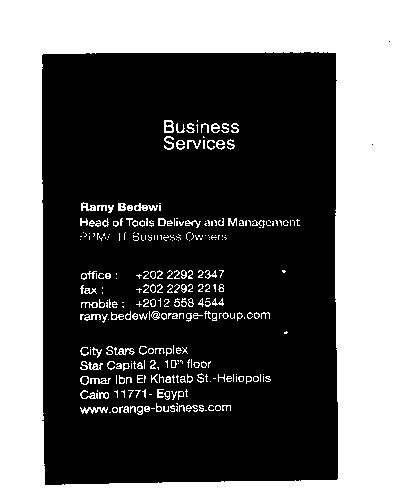 Business
Services
Ramy Bedewi
Head of Tools Delivery and Management
PPM/ IT Business Owners
office : +202 2292 2347
fax : +202 2292 2218
mobile : +2012 558 4544
ramy.bedewi@orange-ftgroup.com
City Stars Complex
Star Capital 2, 10th floor
Omar Ibn El Khattab St.-Heliopolis
Cairo 11771- Egypt
www.orange-business.com